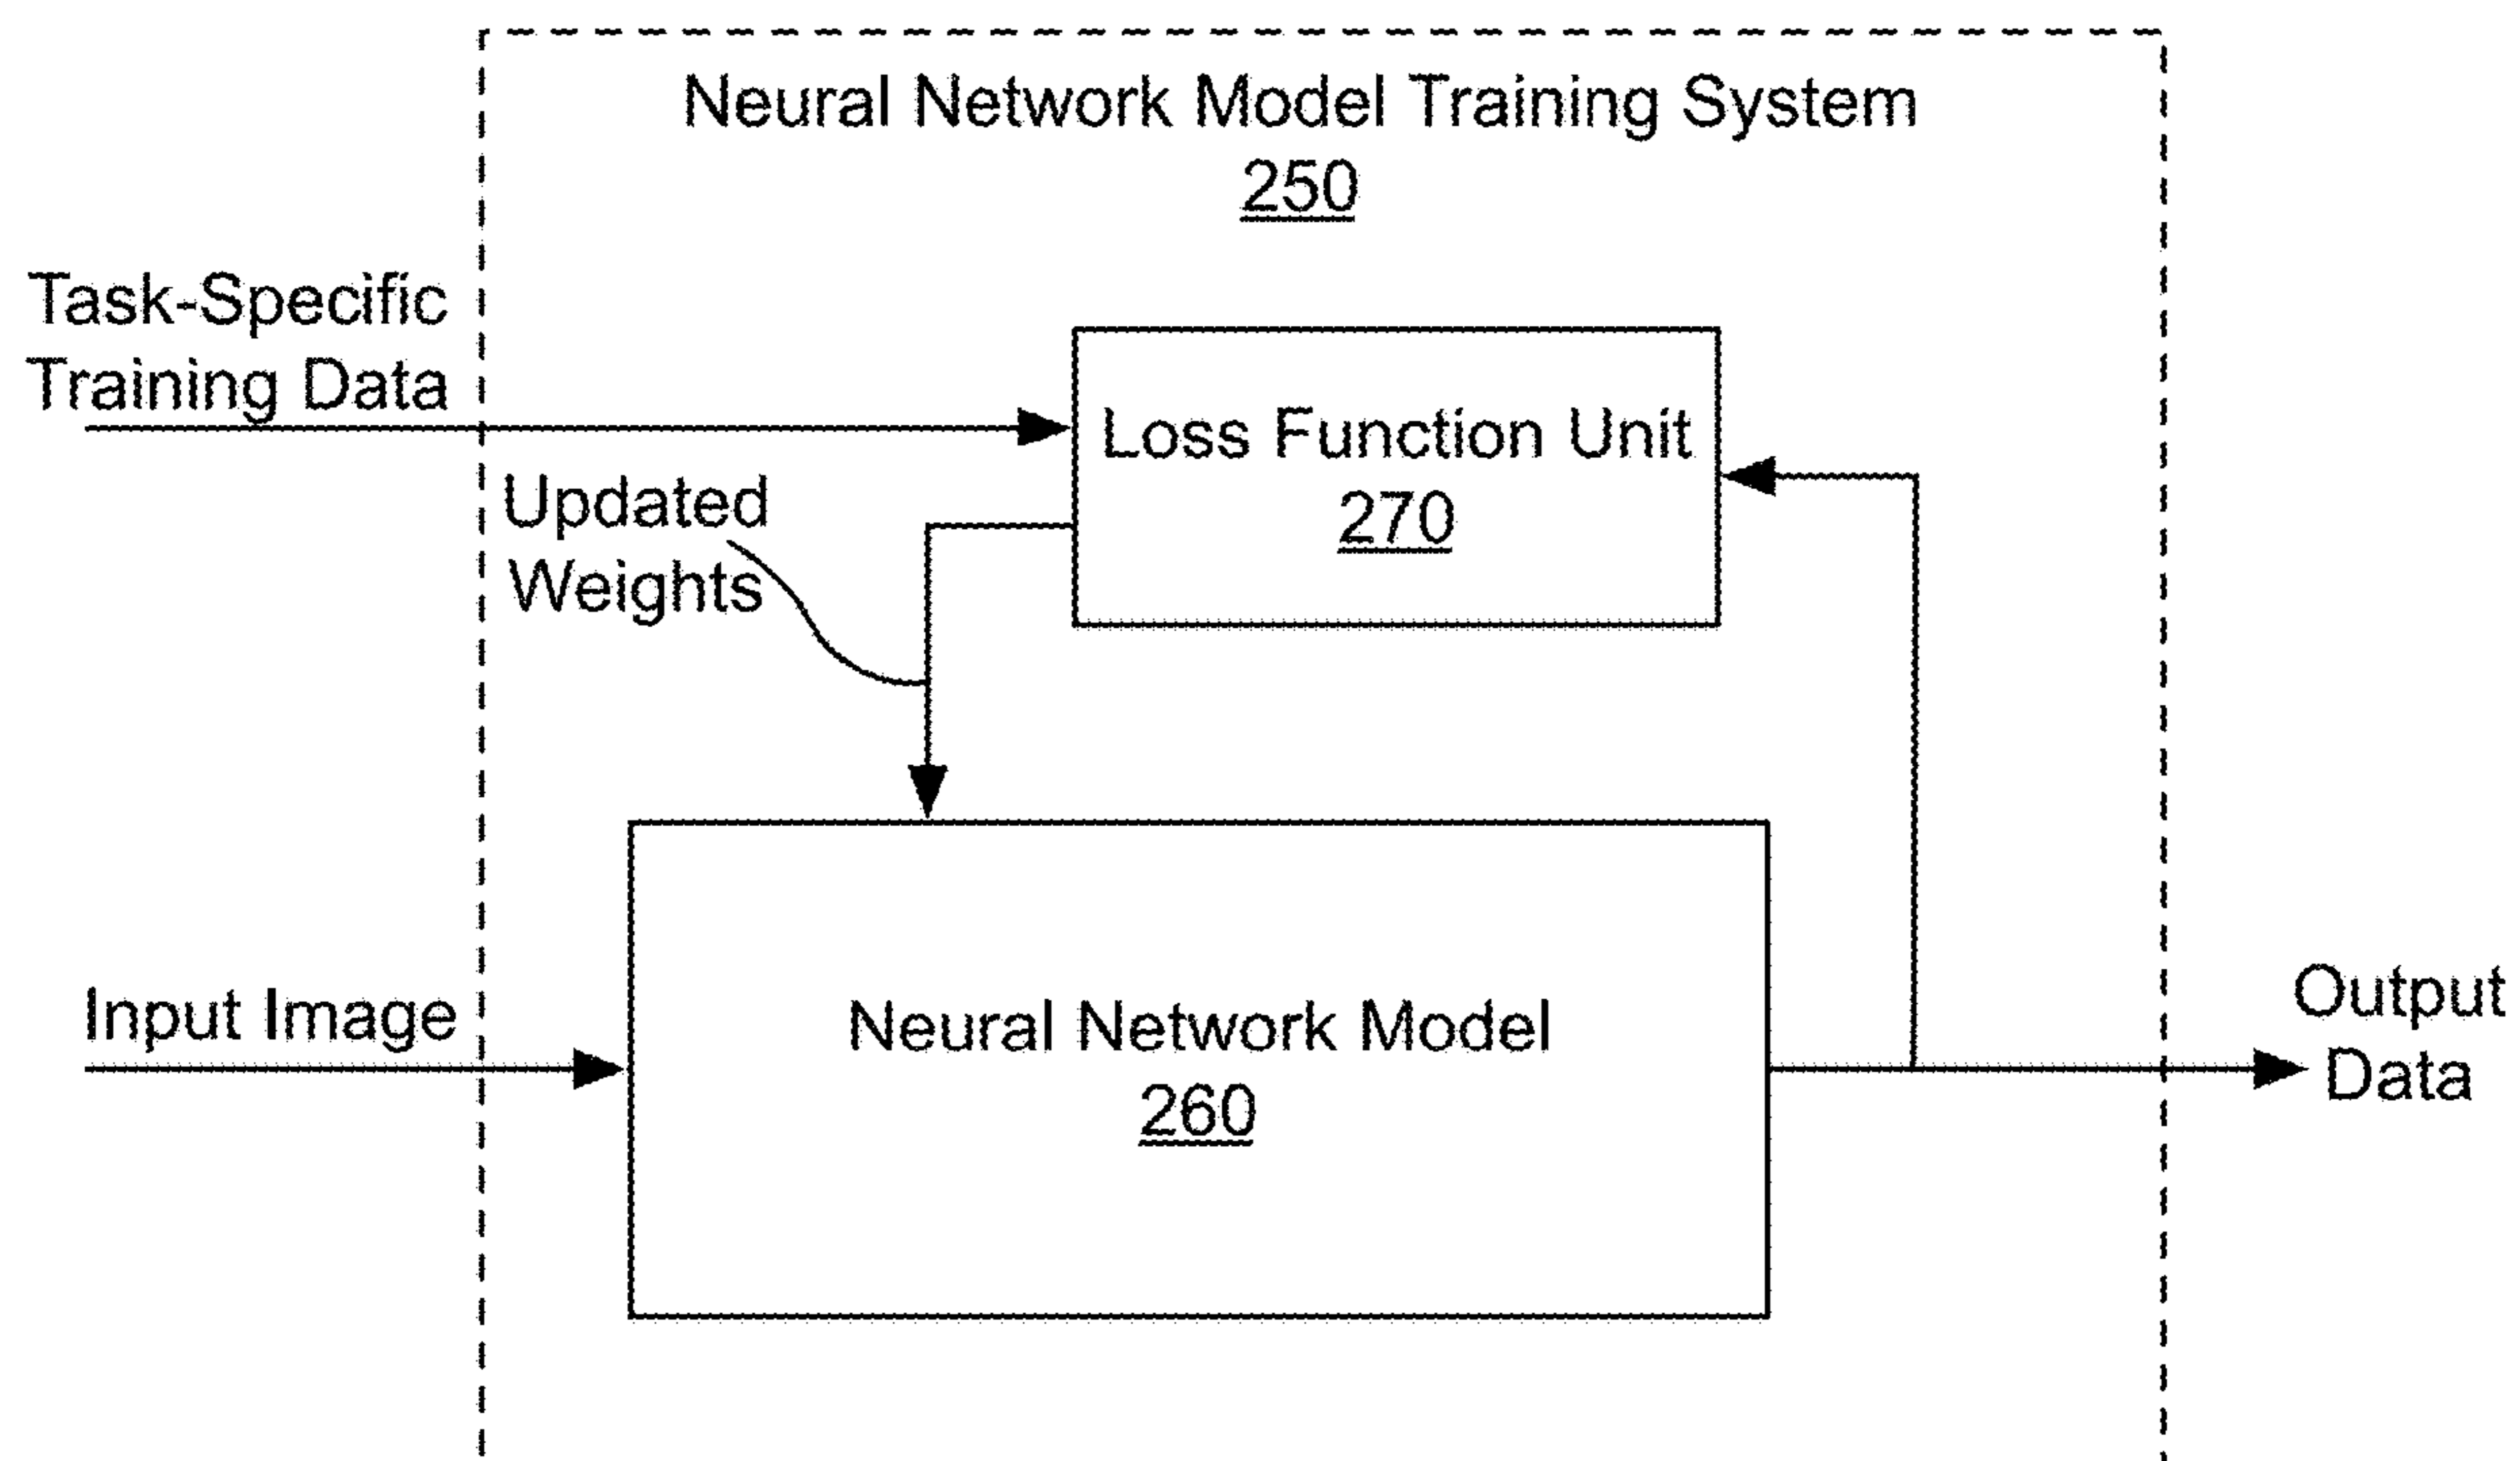 Neural Network Model Training System
250
Task-Specific
Training Data
Loss Function Unit
270
Updated
Weights
Input Image
Neural Network Model
260
Output
Data